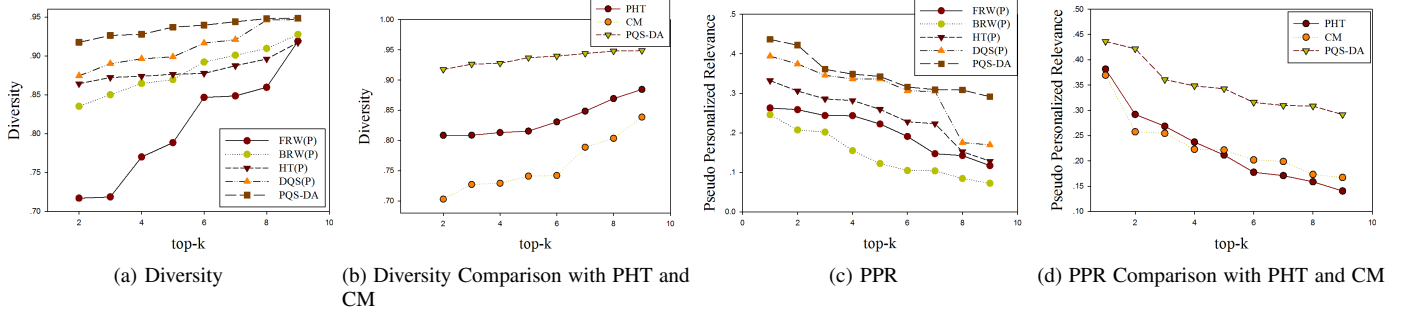 .95
.90
.85
.80
.75
.70
2
4
6
8
10
Diversity
top-k
FRW(P)
BRW(P)
HT(P)
DQS(P)
PQS-DA
(a) Diversity
1.00
.95
.90
.85
.80
.75
.70
2
4
6
8
10
Diversity
top-k
PHT
CM
PQS-DA
(b) Diversity Comparison with PHT and
CM
.5
.4
.3
.2
.1
0.0
0
2
4
6
8
10
Pseudo Personalized Relevance
top-k
FRW(P)
BRW(P)
HT(P)
DQS(P)
PQS-DA
(c) PPR
.50
.45
.40
.35
.30
.25
.20
.15
.10
2
4
6
8
10
Pseudo Personalized Relevance
top-k
PHT
CM
PQS-DA
(d) PPR Comparison with PHT and CM